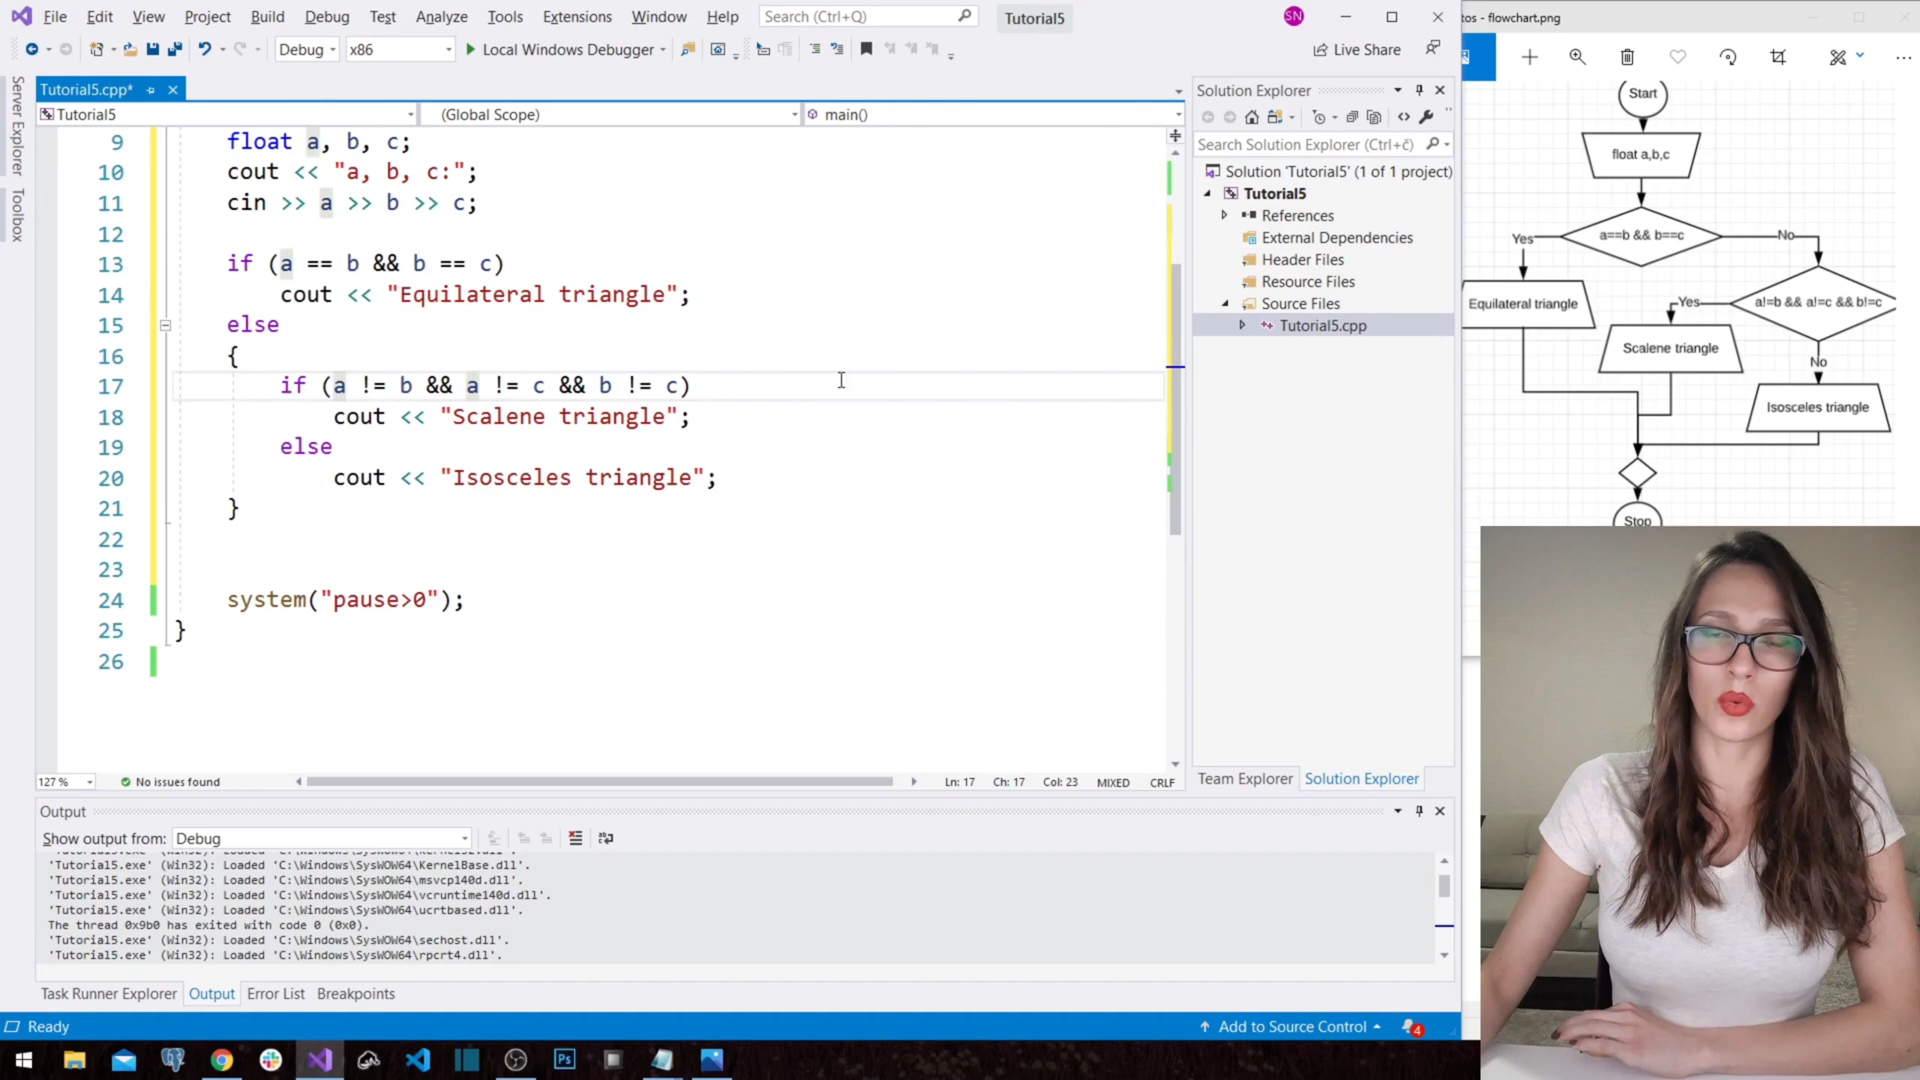 File Edit View Project Build Debug Test Analyze Tools Extensions Window Help Search (Ctrl+Q) Tutorial5 SN
Debug x86 Local Windows Debugger Live Share
Tutorial5.cpp*
Tutorial5 (Global Scope) main()
9 float a, b, c;
10 cout << "a, b, c:";
11 cin >> a >> b >> c;
12
13 if (a == b && b == c)
14 cout << "Equilateral triangle";
15 else
16 {
17 if (a != b && a != c && b != c)
18 cout << "Scalene triangle";
19 else
20 cout << "Isosceles triangle";
21 }
22
23
24 system("pause>0");
25 }
26
127 % No issues found Ln: 17 Ch: 17 Col: 23 MIXED CRLF
Server Explorer
Toolbox
Solution Explorer
Search Solution Explorer (Ctrl+č)
Solution 'Tutorial5' (1 of 1 project)
Tutorial5
References
External Dependencies
Header Files
Resource Files
Source Files
Tutorial5.cpp
Team Explorer Solution Explorer
Output
Show output from: Debug
'Tutorial5.exe' (Win32): Loaded 'C:\Windows\SysWOW64\KernelBase.dll'.
'Tutorial5.exe' (Win32): Loaded 'C:\Windows\SysWOW64\msvcp140d.dll'.
'Tutorial5.exe' (Win32): Loaded 'C:\Windows\SysWOW64\vcruntime140d.dll'.
'Tutorial5.exe' (Win32): Loaded 'C:\Windows\SysWOW64\ucrtbased.dll'.
The thread 0x9b0 has exited with code 0 (0x0).
'Tutorial5.exe' (Win32): Loaded 'C:\Windows\SysWOW64\sechost.dll'.
'Tutorial5.exe' (Win32): Loaded 'C:\Windows\SysWOW64\rpcrt4.dll'.
Task Runner Explorer Output Error List Breakpoints
Ready Add to Source Control 4
Ps
tos - flowchart.png
Start
float a,b,c
a==b && b==c
Yes
No
Equilateral triangle
a!=b && a!=c && b!=c
Yes
Scalene triangle
No
Isosceles triangle
Stop